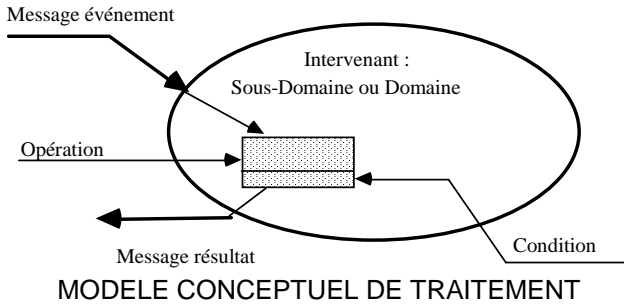 Message événement
Intervenant :
Sous-Domaine ou Domaine
Opération
Message résultat
Condition
MODELE CONCEPTUEL DE TRAITEMENT